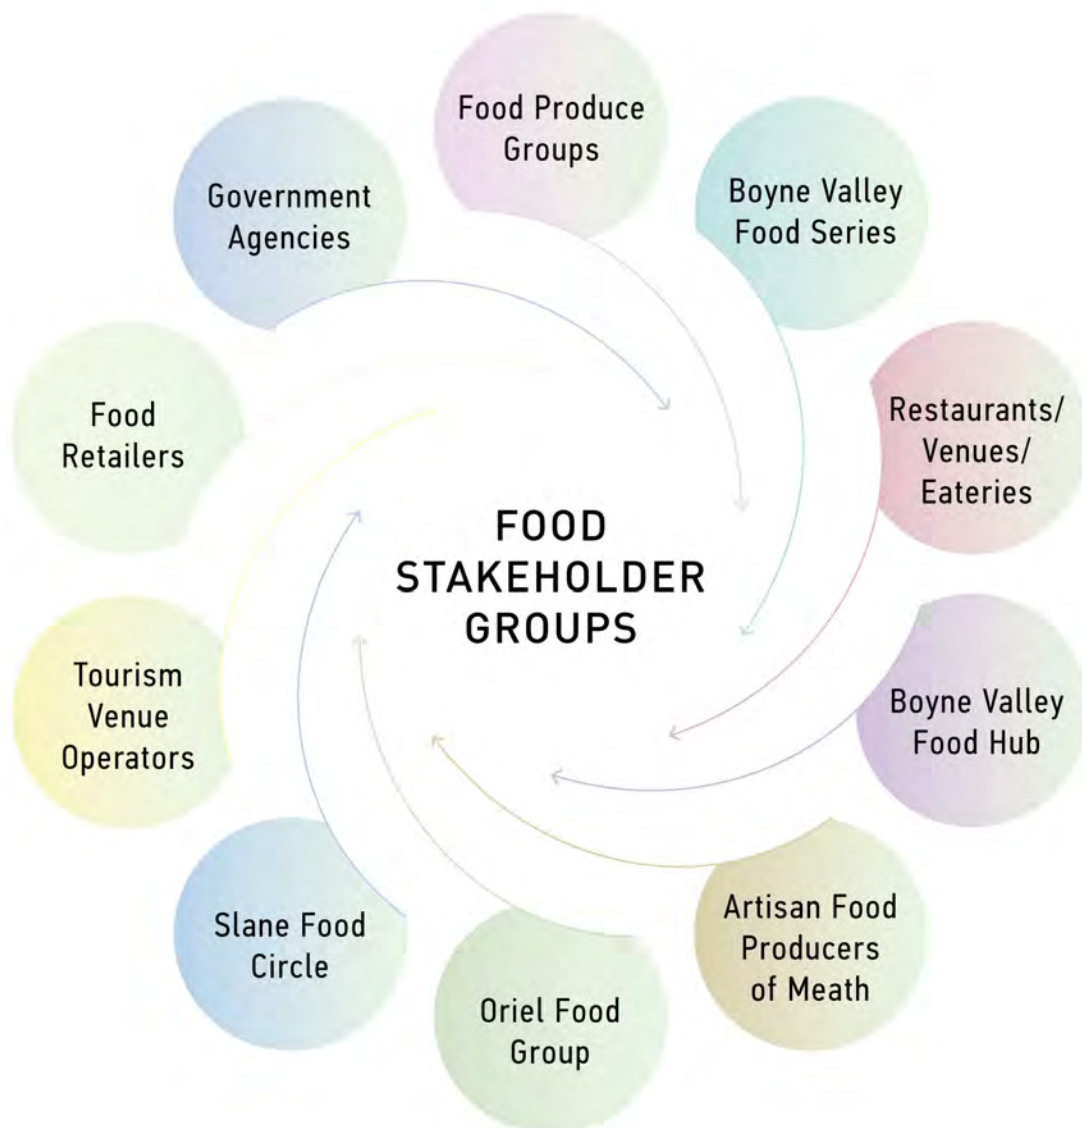 Food Produce
Groups
Boyne Valley
Food Series
Restaurants/
Venues/
Eateries
Boyne Valley
Food Hub
Artisan Food
Producers
of Meath
Oriel Food
Group
Slane Food
Circle
Tourism
Venue
Operators
Food
Retailers
Government
Agencies
FOOD
STAKEHOLDER
GROUPS